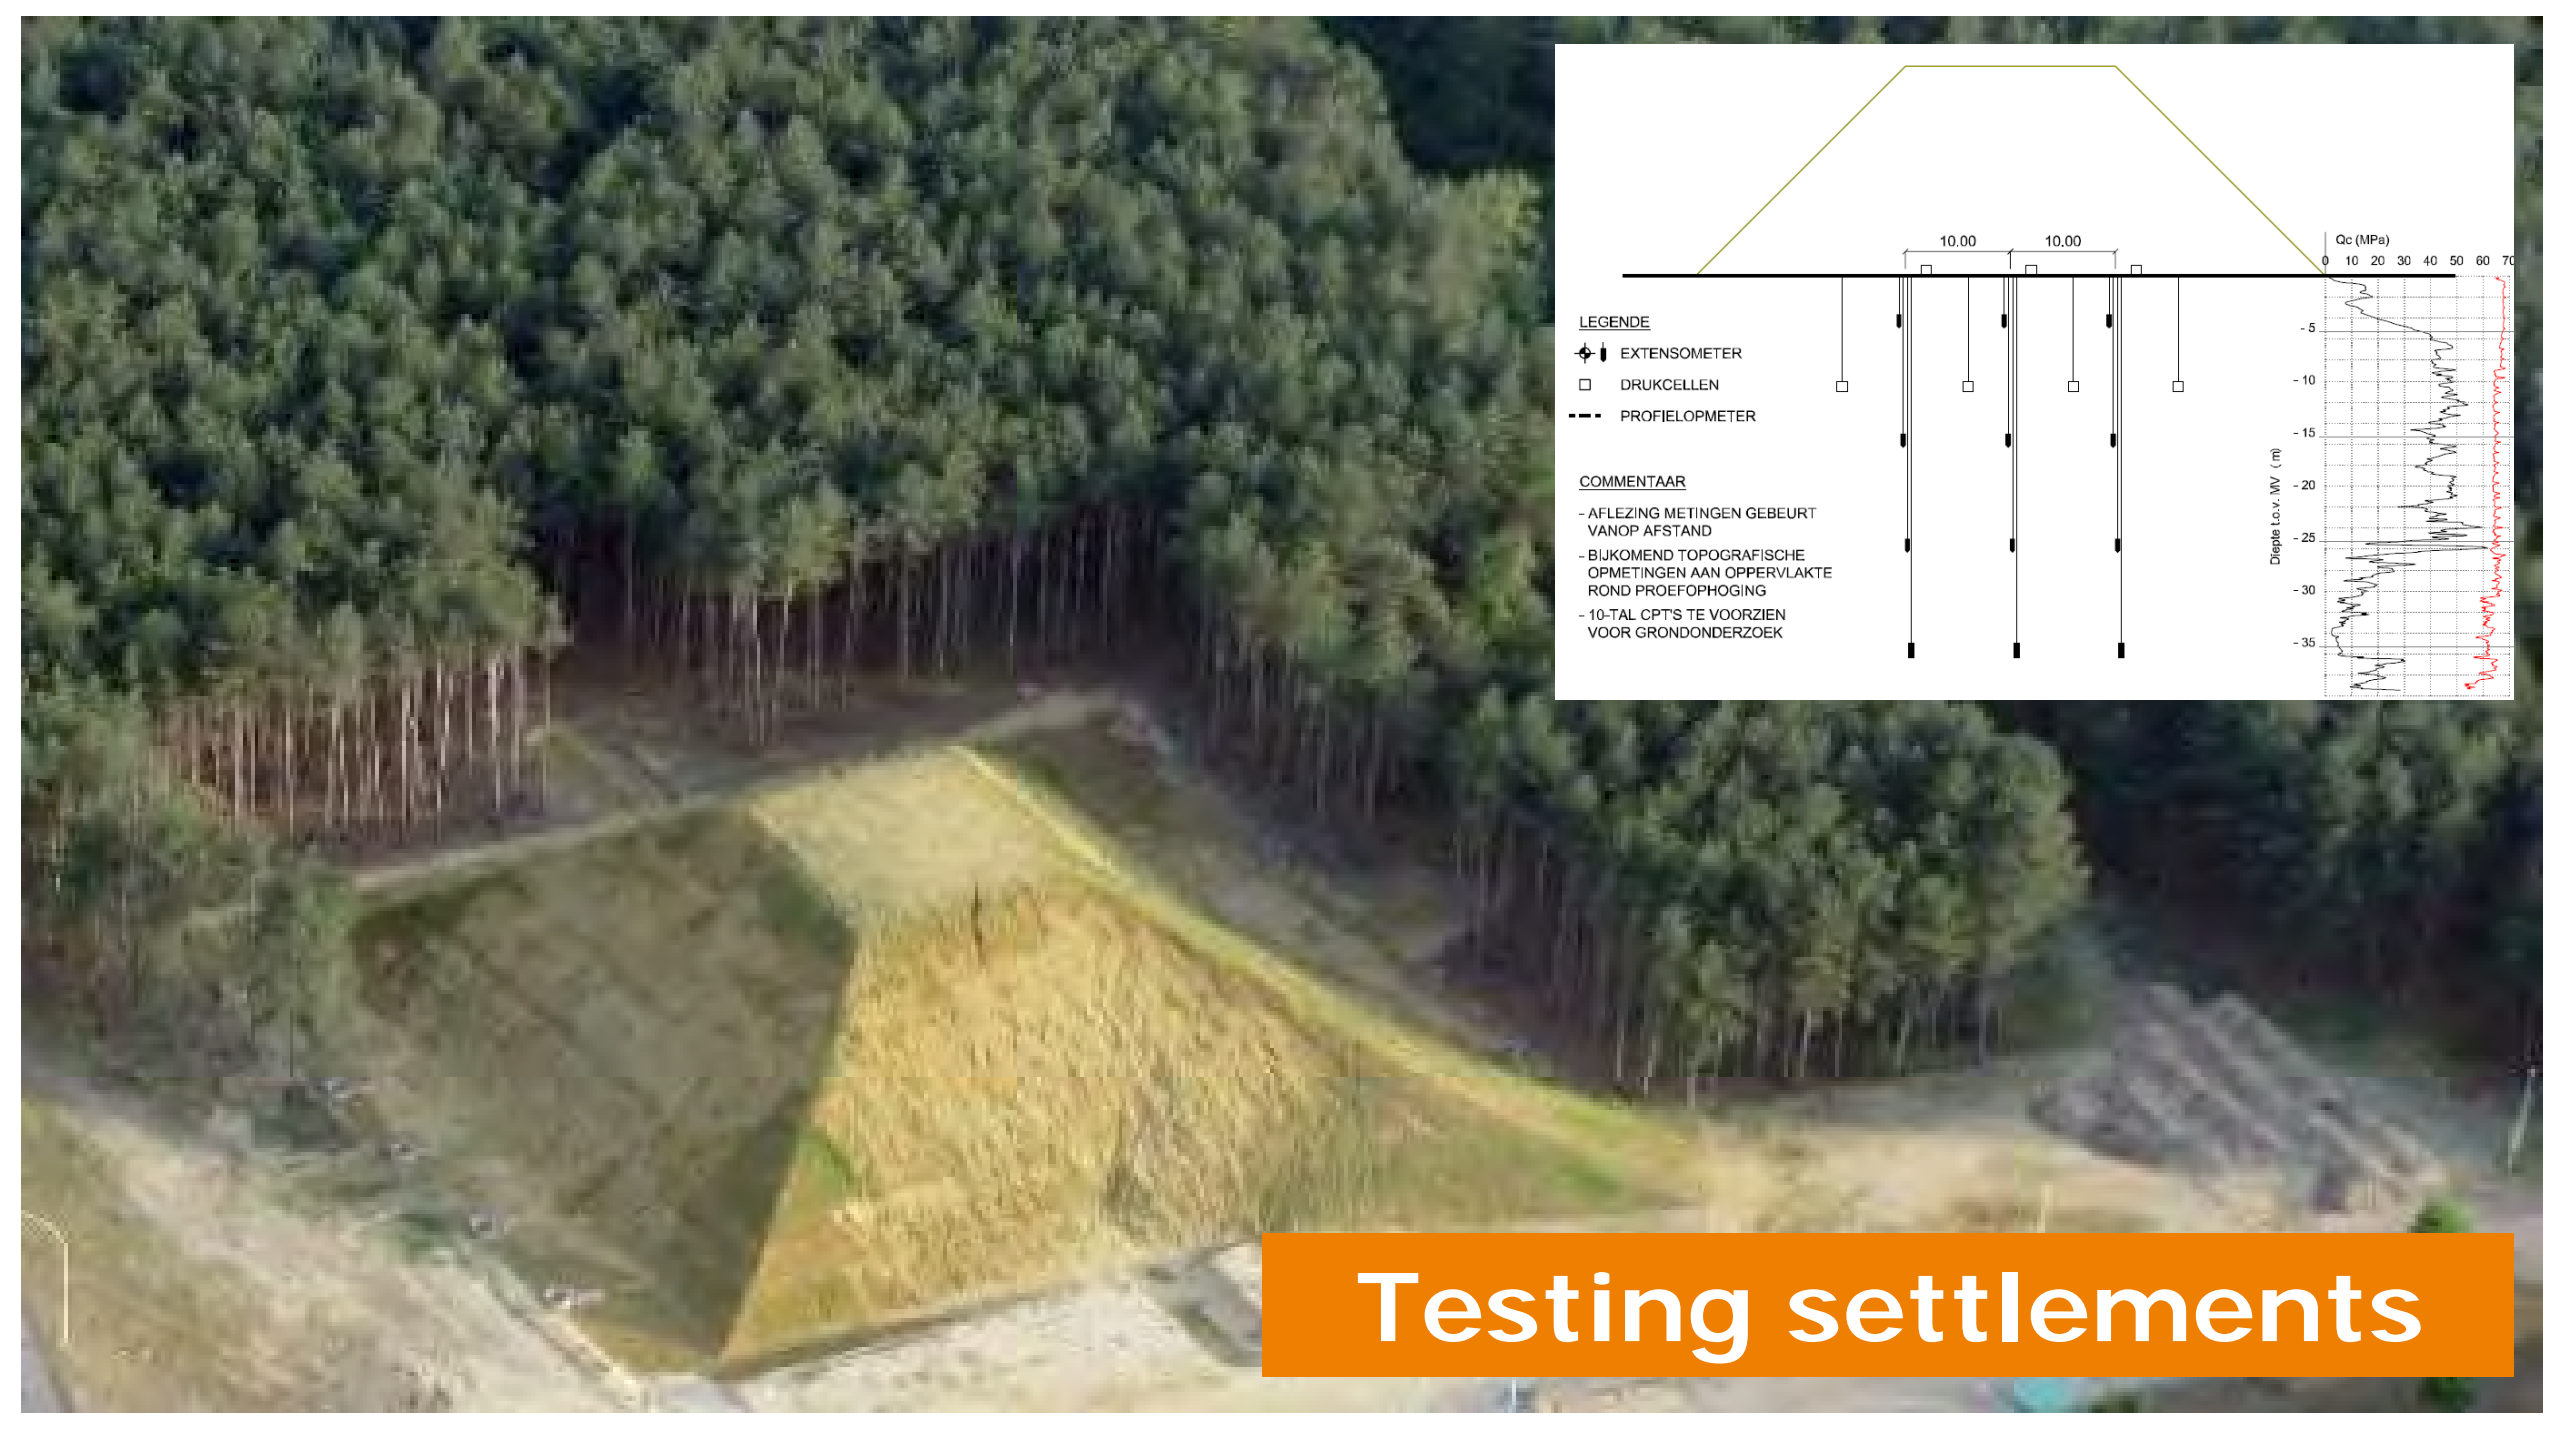 10.00 10.00
Qc (MPa)
0 10 20 30 40 50 60 70
LEGENDE
EXTENSOMETER
DRUKCELLEN
PROFIELOPMETER
COMMENTAAR
- AFLEZING METINGEN GEBEURT
VANOP AFSTAND
- BIJKOMEND TOPOGRAFISCHE
OPMETINGEN AAN OPPERVLAKTE
ROND PROEFOPHOGING
- 10-TAL CPT'S TE VOORZIEN
VOOR GRONDONDERZOEK
Diepte t.o.v. MV (m)
- 5
- 10
- 15
- 20
- 25
- 30
- 35
Testing settlements